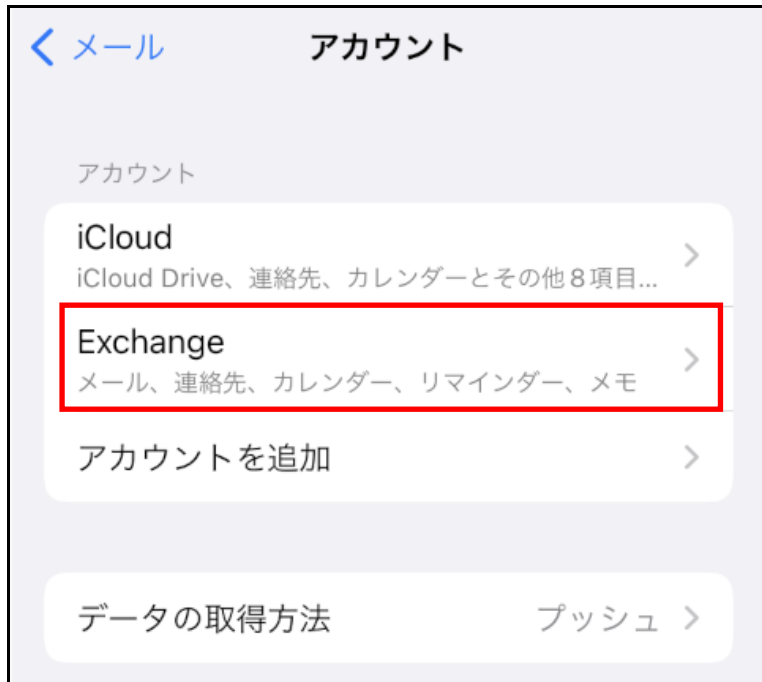 メール
アカウント
アカウント
iCloud
iCloud Drive、連絡先、カレンダーとその他８項目...
Exchange
メール、連絡先、カレンダー、リマインダー、メモ
アカウントを追加
データの取得方法 プッシュ